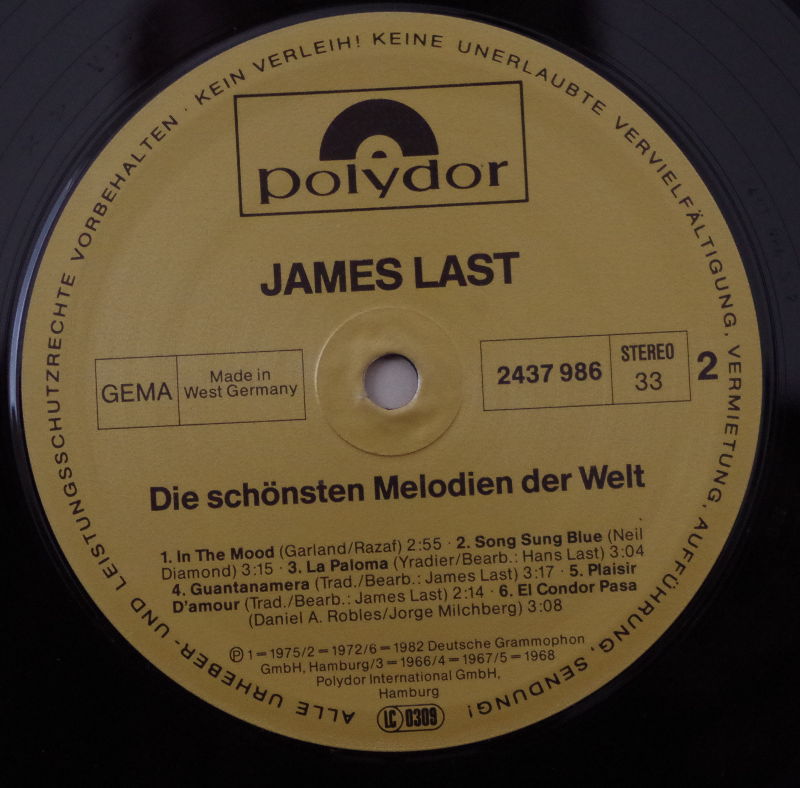 ALLE URHEBER- UND LEISTUNGSSCHUTZRECHTE VORBEHALTEN · KEIN VERLEIH! KEINE UNERLAUBTE VERVIELFÄLTIGUNG, VERMIETUNG, AUFFÜHRUNG, SENDUNG!
polydor
JAMES LAST
GEMA
Made in
West Germany
2437 986
STEREO
33
2
Die schönsten Melodien der Welt
1. In The Mood (Garland/Razaf) 2:55 · 2. Song Sung Blue (Neil
Diamond) 3:15 · 3. La Paloma (Yradier/Bearb.: Hans Last) 3:04
4. Guantanamera (Trad./Bearb.: James Last) 3:17 · 5. Plaisir
D'amour (Trad./Bearb.: James Last) 2:14 · 6. El Condor Pasa
(Daniel A. Robles/Jorge Milchberg) 3:08
Ⓟ 1=1975/2=1972/6=1982 Deutsche Grammophon
GmbH, Hamburg/3=1966/4=1967/5=1968
Polydor International GmbH,
Hamburg
LC 0309